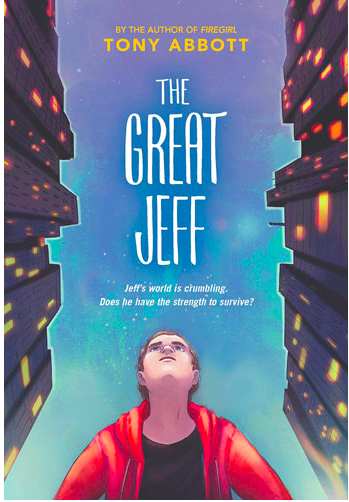 BY THE AUTHOR OF FIREGIRL
TONY ABBOTT
THE
GREAT
JEFF
Jeff's world is crumbling.
Does he have the strength to survive?